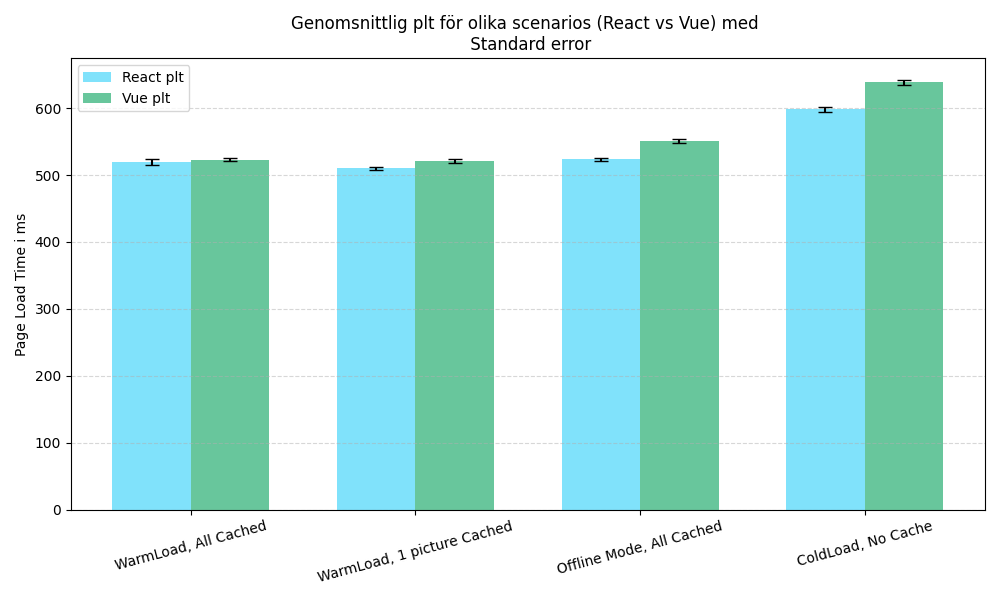 Genomsnittlig plt för olika scenarios (React vs Vue) med
Standard error
React plt
Vue plt
Page Load Time i ms
600
500
400
300
200
100
0
WarmLoad, All Cached
WarmLoad, 1 picture Cached
Offline Mode, All Cached
ColdLoad, No Cache